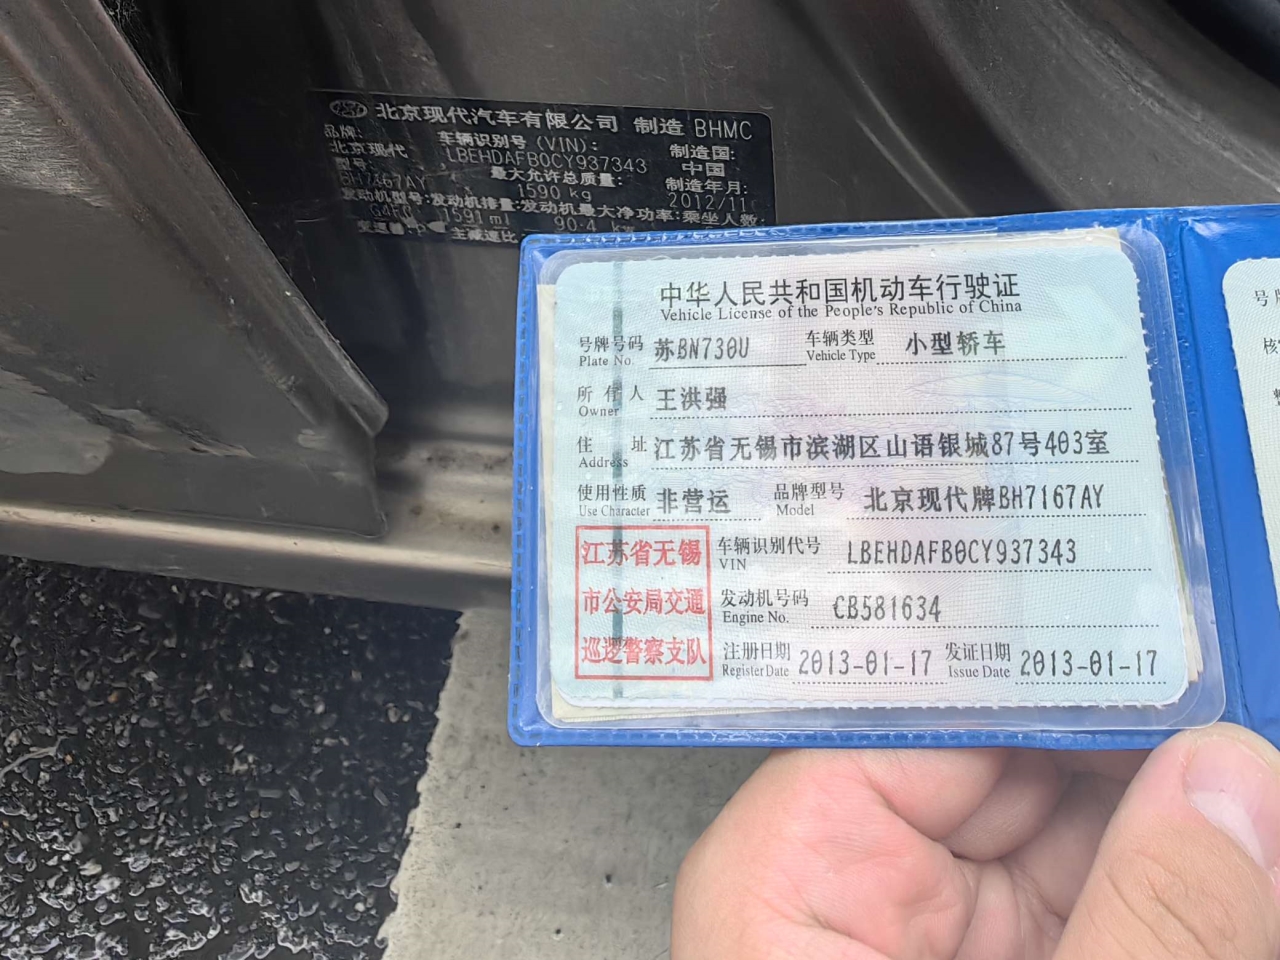 北京现代汽车有限公司 制造 BHMC
品牌: 车辆识别号(VIN): 制造国:
北京现代 LBEHDAFB0CY937343 中国
型号: 最大允许总质量: 制造年月:
BH7167AY 1590 kg 2012/11
发动机型号:发动机排量:发动机最大净功率:乘坐人数:
1591 ml 90.4 kw
主减速比
中华人民共和国机动车行驶证
Vehicle License of the People's Republic of China
号牌号码 苏BN730U 车辆类型 小型轿车
Plate No. Vehicle Type
所有人 王洪强
Owner
住址 江苏省无锡市滨湖区山语银城87号403室
Address
使用性质 非营运 品牌型号 北京现代牌BH7167AY
Use Character Model
江苏省无锡
市公安局交通
巡逻警察支队
车辆识别代号 LBEHDAFB0CY937343
VIN
发动机号码 CB581634
Engine No.
注册日期 2013-01-17 发证日期 2013-01-17
Register Date Issue Date
号